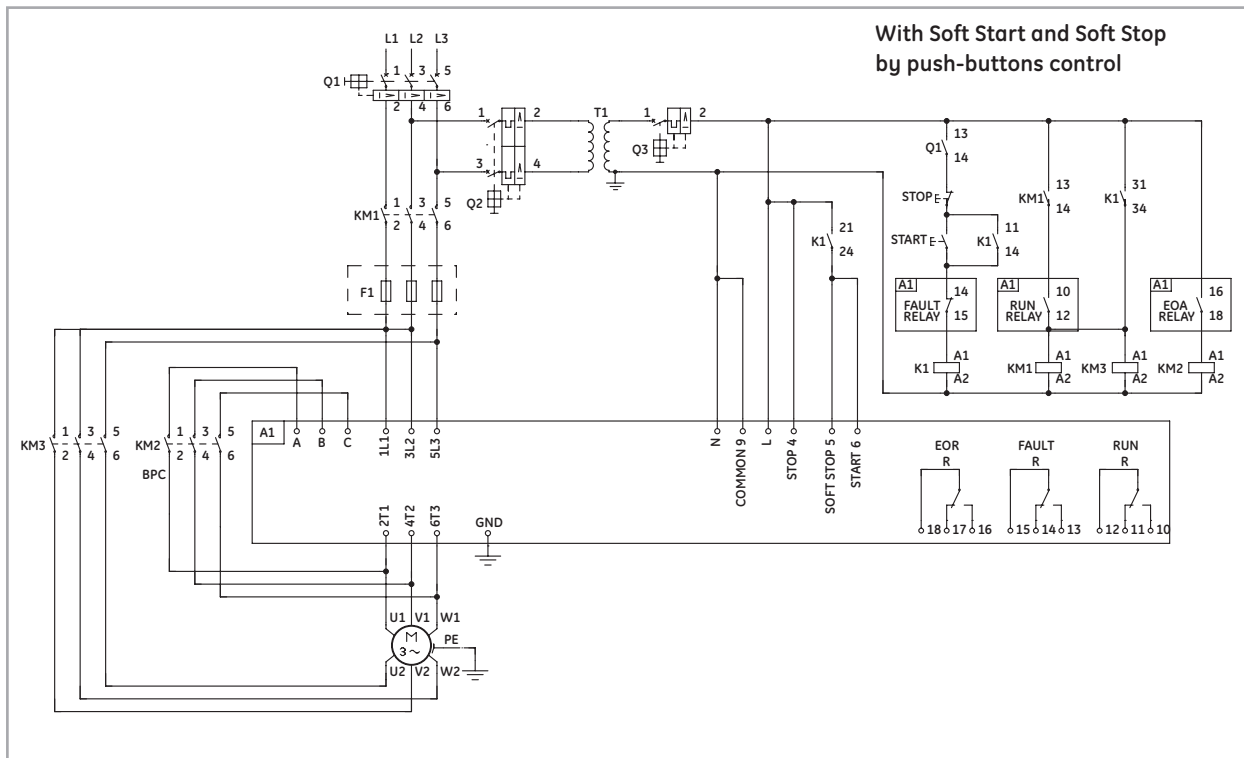 With Soft Start and Soft Stop
by push-buttons control
L1 L2 L3
Q1
1 3 5
2 4 6
1 2
3 4
Q2
T1
1 2
Q3
KM1
1 3 5
2 4 6
F1
Q1
13
14
STOP
START
K1
11
14
KM1
13
14
K1
31
34
K1
21
24
A1
FAULT
RELAY
14
15
A1
RUN
RELAY
10
12
A1
EOA
RELAY
16
18
K1
A1
A2
KM1
A1
A2
KM3
A1
A2
KM2
A1
A2
KM3
1 3 5
2 4 6
KM2
1 3 5
2 4 6
BPC
A1
A B C
1L1 3L2 5L3
N
COMMON 9
L
STOP 4
SOFT STOP 5
START 6
2T1 4T2 6T3
GND
EOR
R
18 17 16
FAULT
R
15 14 13
RUN
R
12 11 10
U1 V1 W1
M
3~
PE
U2 V2 W2